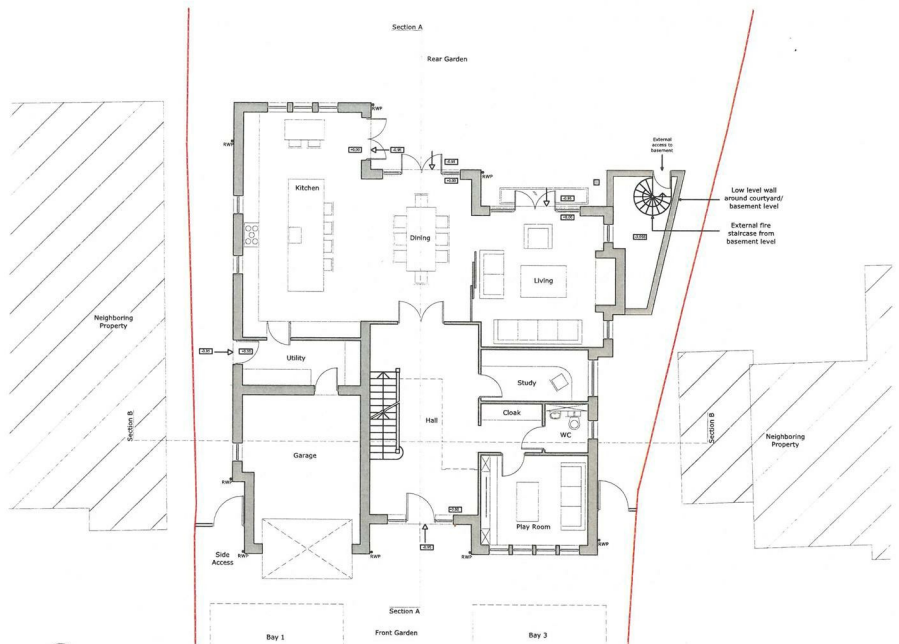 Section A
Rear Garden
RWP
RWP
External
access to
basement
RWP
Kitchen
Low level wall
around courtyard/
basement level
External fire
staircase from
basement level
Dining
Living
Neighboring
Property
Utility
Study
Cloak
Section B
Hall
WC
Section B
Neighboring
Property
Garage
RWP
Play Room
RWP
RWP
RWP
RWP
Side
Access
Section A
Front Garden
Bay 1
Bay 3